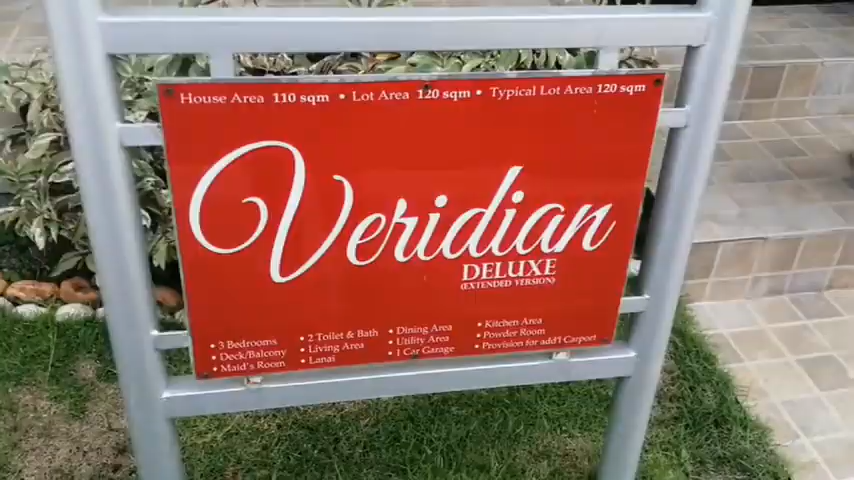 House Area 110 sqm • Lot Area 120 sqm • Typical Lot Area 120 sqm
Veridian
DELUXE
(EXTENDED VERSION)
• 3 Bedrooms • 2 Toilet & Bath • Dining Area • Kitchen Area
• Deck/Balcony • Living Area • Utility Area • Powder Room
• Maid's Room • Lanai • 1 Car Garage • Provision for add'l Carport